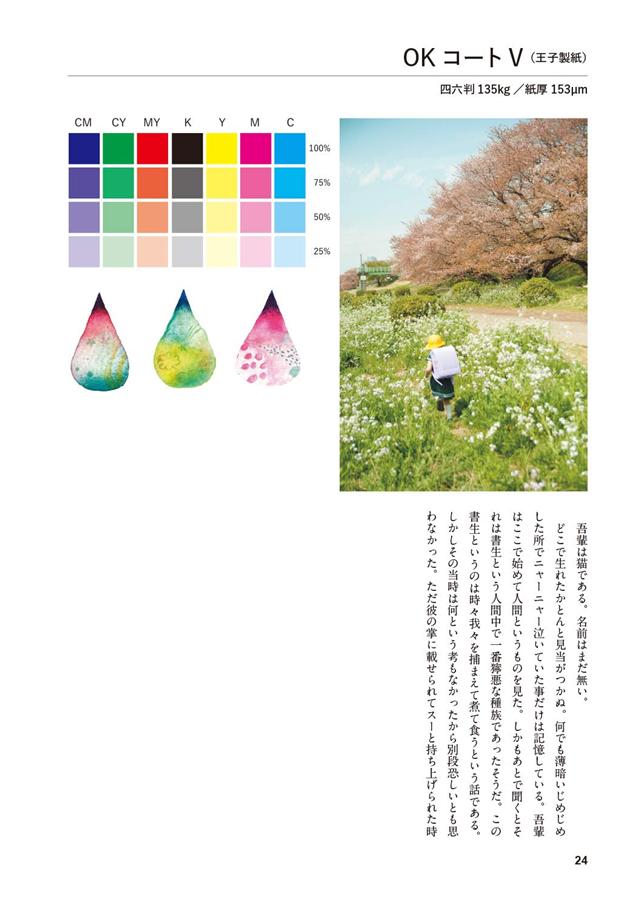 OK コート V（王子製紙）
四六判 135kg ／紙厚 153μm
CM CY MY K Y M C
100%
75%
50%
25%
吾輩は猫である。名前はまだ無い。
どこで生れたかとんと見当がつかぬ。何でも薄暗いじめじめ
した所でニャーニャー泣いていた事だけは記憶している。吾輩
はここで始めて人間というものを見た。しかもあとで聞くとそ
れは書生という人間中で一番獰悪な種族であったそうだ。この
書生というのは時々我々を捕まえて煮て食うという話である。
しかしその当時は何という考もなかったから別段恐しいとも思
わなかった。ただ彼の掌に載せられてスーと持ち上げられた時
24